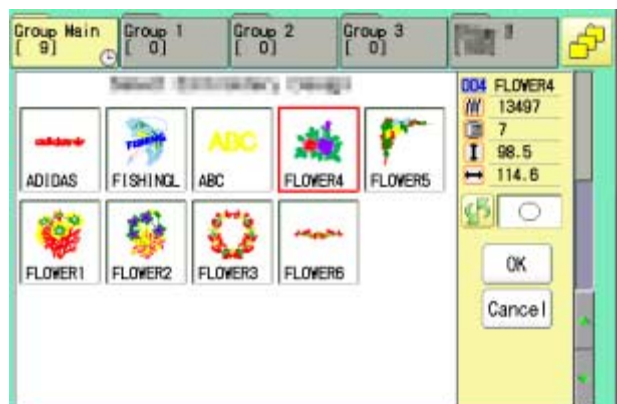 Group Main
[ 9]
Group 1
[ 0]
Group 2
[ 0]
Group 3
[ 0]
004 FLOWER4
13497
7
98.5
114.6
ABC
ADIDAS
FISHINGL
ABC
FLOWER4
FLOWER5
FLOWER1
FLOWER2
FLOWER3
FLOWER6
OK
Cancel